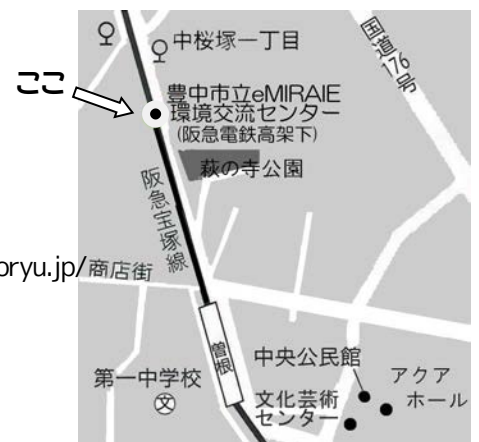 中桜塚一丁目
国道176号
ここ
豊中市立eMIRAIE
環境交流センター
(阪急電鉄高架下)
萩の寺公園
阪急宝塚線
oryu.jp/
商店街
曽根
中央公民館
第一中学校
文
アクア
ホール
文化芸術
センター